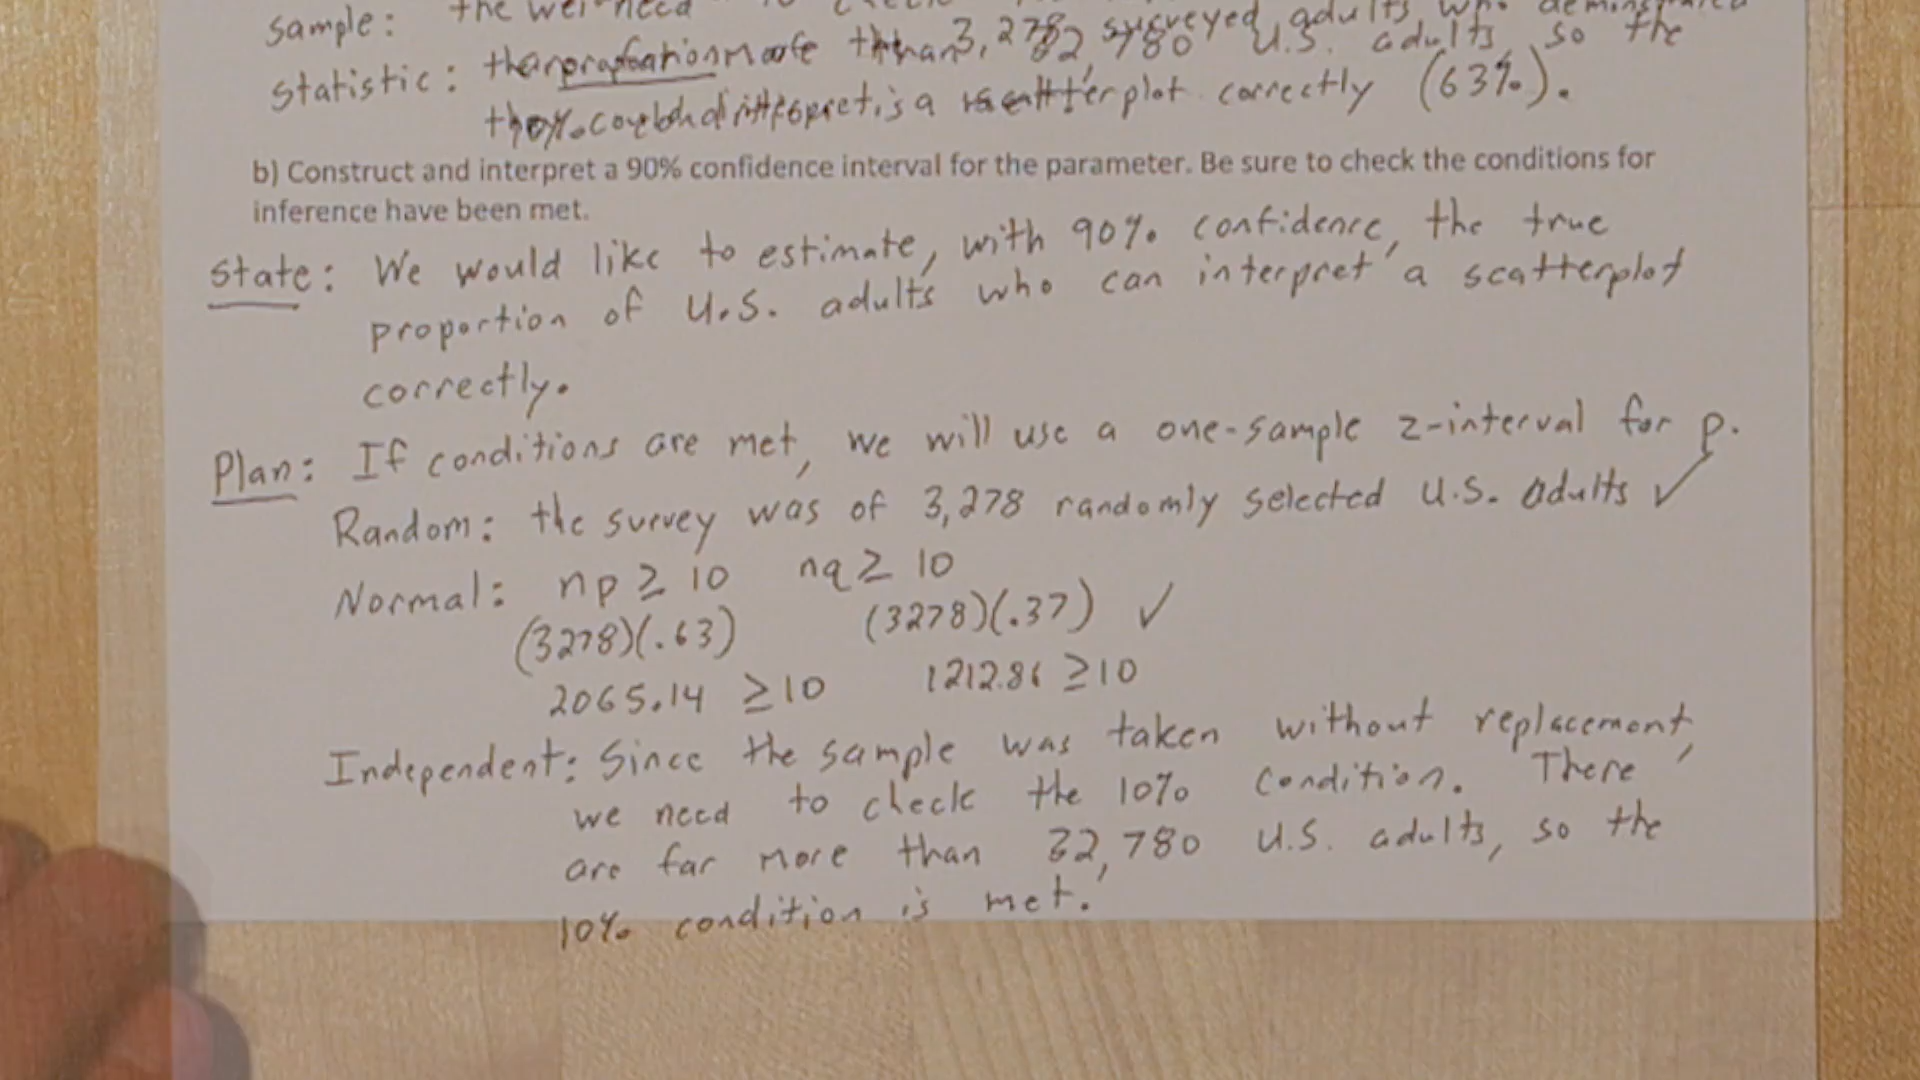 sample: the
statistic: the proportion surveyed adults
interpret a scatterplot correctly (63%).
b) Construct and interpret a 90% confidence interval for the parameter. Be sure to check the conditions for
inference have been met.
State: We would like to estimate, with 90% confidence, the true
proportion of U.S. adults who can interpret a scatterplot
correctly.
Plan: If conditions are met, we will use a one-sample z-interval for p.
Random: the survey was of 3,278 randomly selected U.S. adults ✓
Normal: np ≥ 10 nq ≥ 10
(3278)(.63) (3278)(.37) ✓
2065.14 ≥10 1212.86 ≥10
Independent: Since the sample was taken without replacement,
we need to check the 10% condition. There
are far more than 32,780 U.S. adults, so the
10% condition is met.